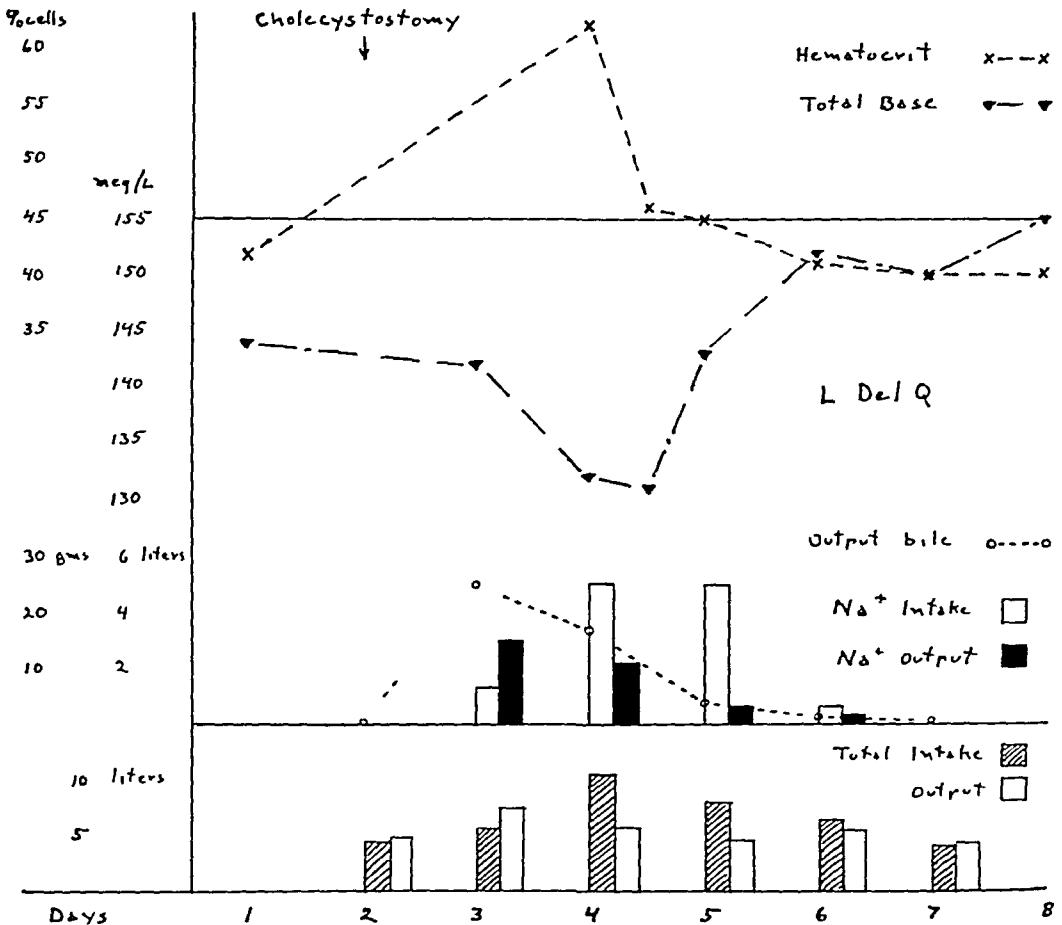 %cells
Cholecystostomy
60
Hematocrit
55
Total Base
50
meq/L
45 155
40 150
35 145
140
L Del Q
135
130
Output bile
30 gms 6 liters
Na+ Intake
20 4
Na+ Output
10 2
Total Intake
10 liters
Output
5
Days 1 2 3 4 5 6 7 8